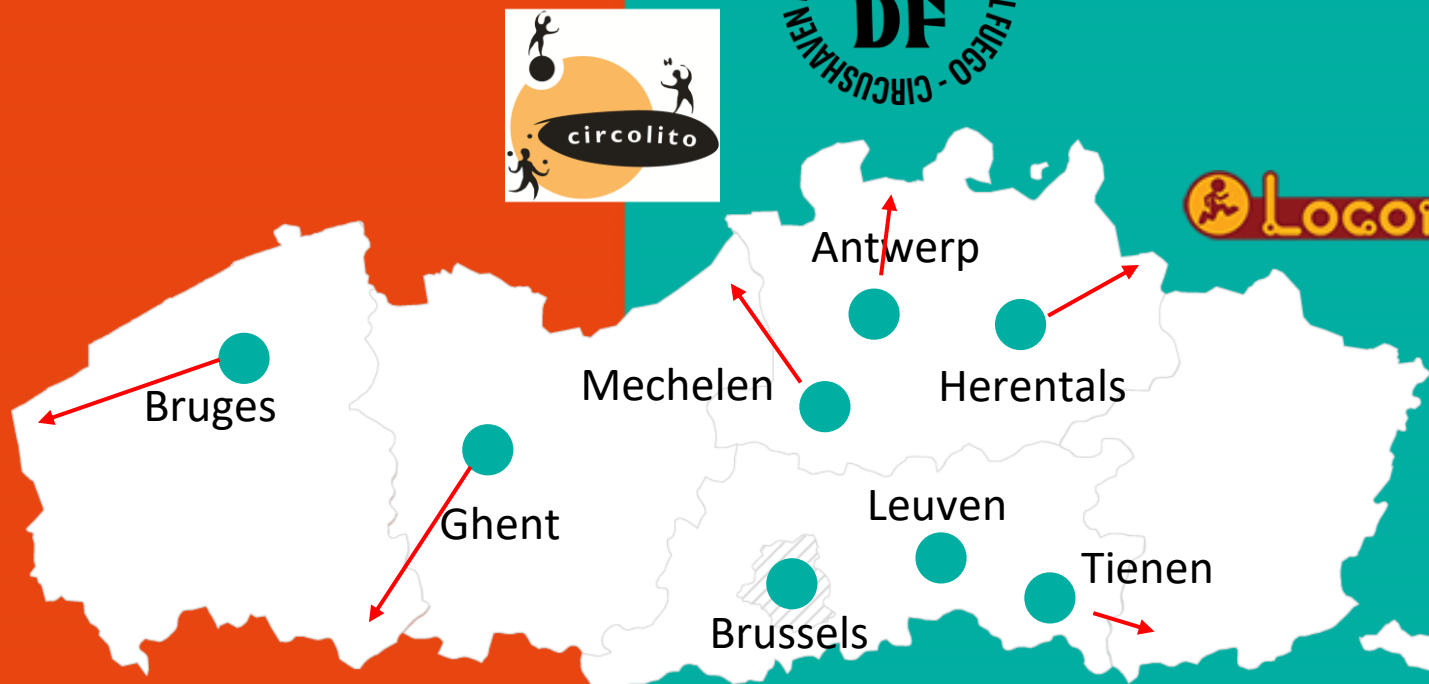 DF
FUEGO - CIRCUSHAVEN
circolito
Antwerp
Mechelen
Herentals
Bruges
Leuven
Ghent
Tienen
Brussels